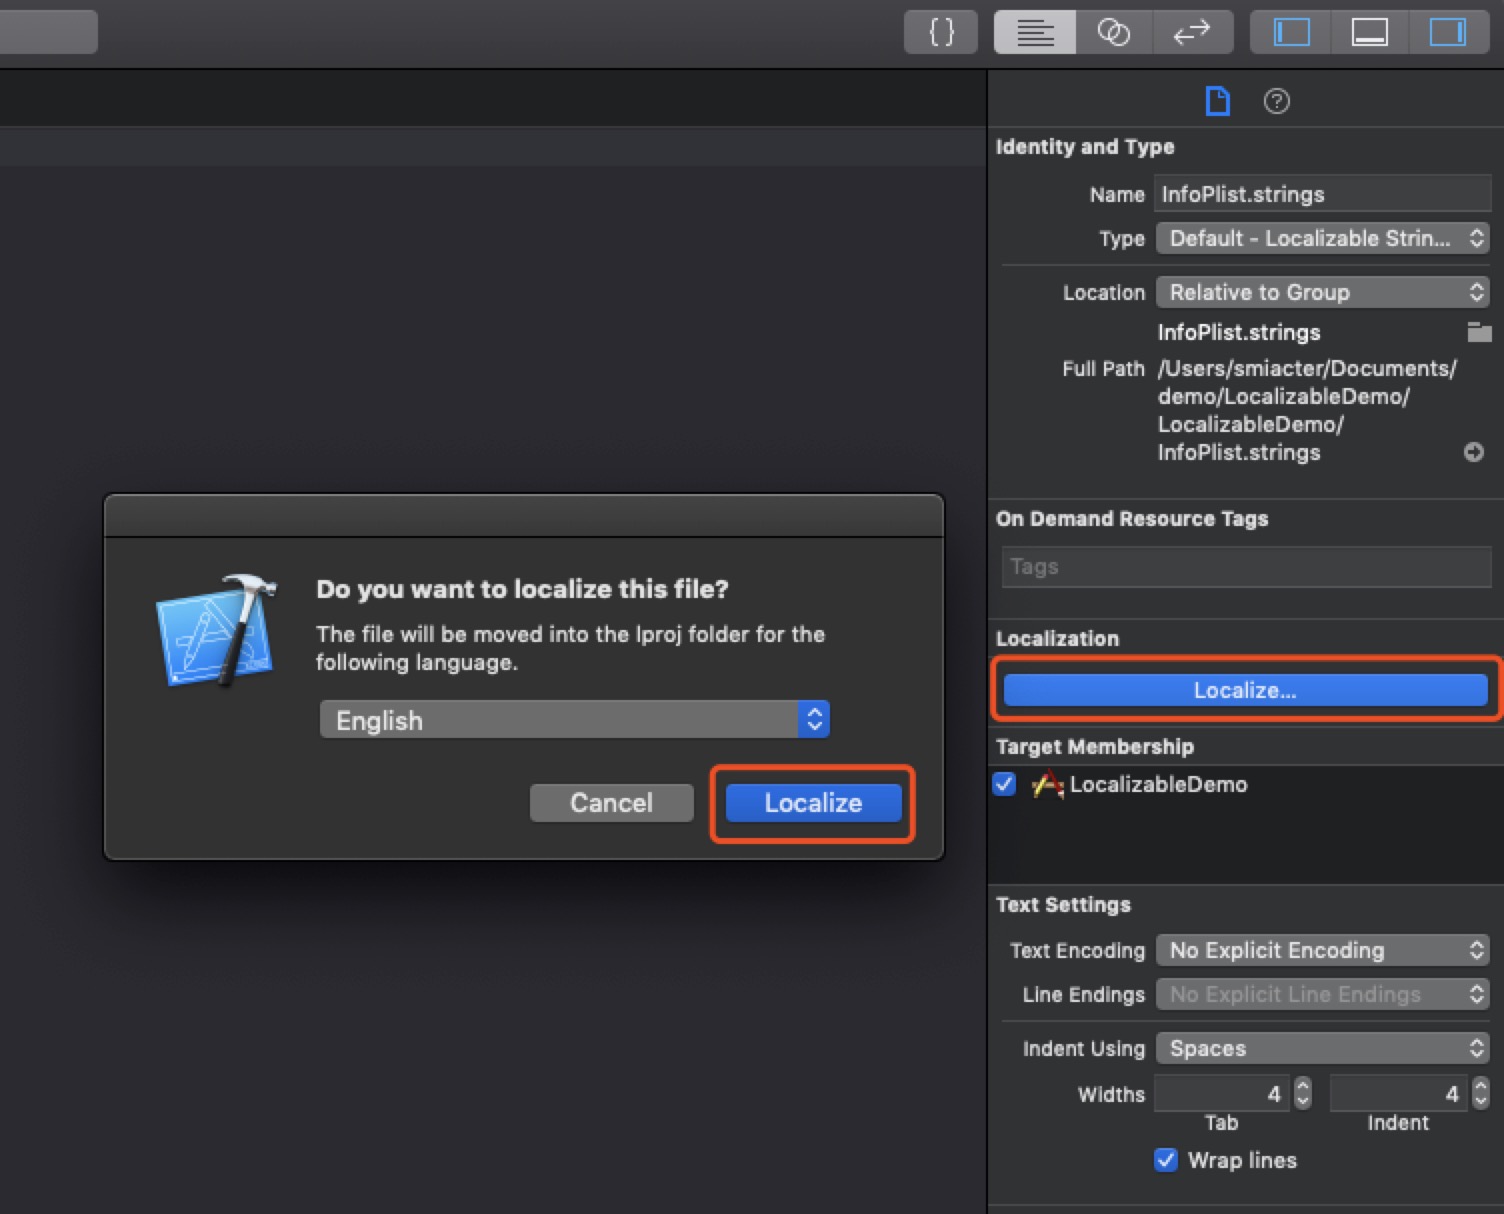 { }
Identity and Type
Name InfoPlist.strings
Type Default - Localizable Strin...
Location Relative to Group
InfoPlist.strings
Full Path /Users/smiacter/Documents/
demo/LocalizableDemo/
LocalizableDemo/
InfoPlist.strings
On Demand Resource Tags
Tags
Do you want to localize this file?
The file will be moved into the lproj folder for the
following language.
English
Cancel Localize
Localization
Localize...
Target Membership
LocalizableDemo
Text Settings
Text Encoding No Explicit Encoding
Line Endings No Explicit Line Endings
Indent Using Spaces
Widths 4 4
Tab Indent
Wrap lines